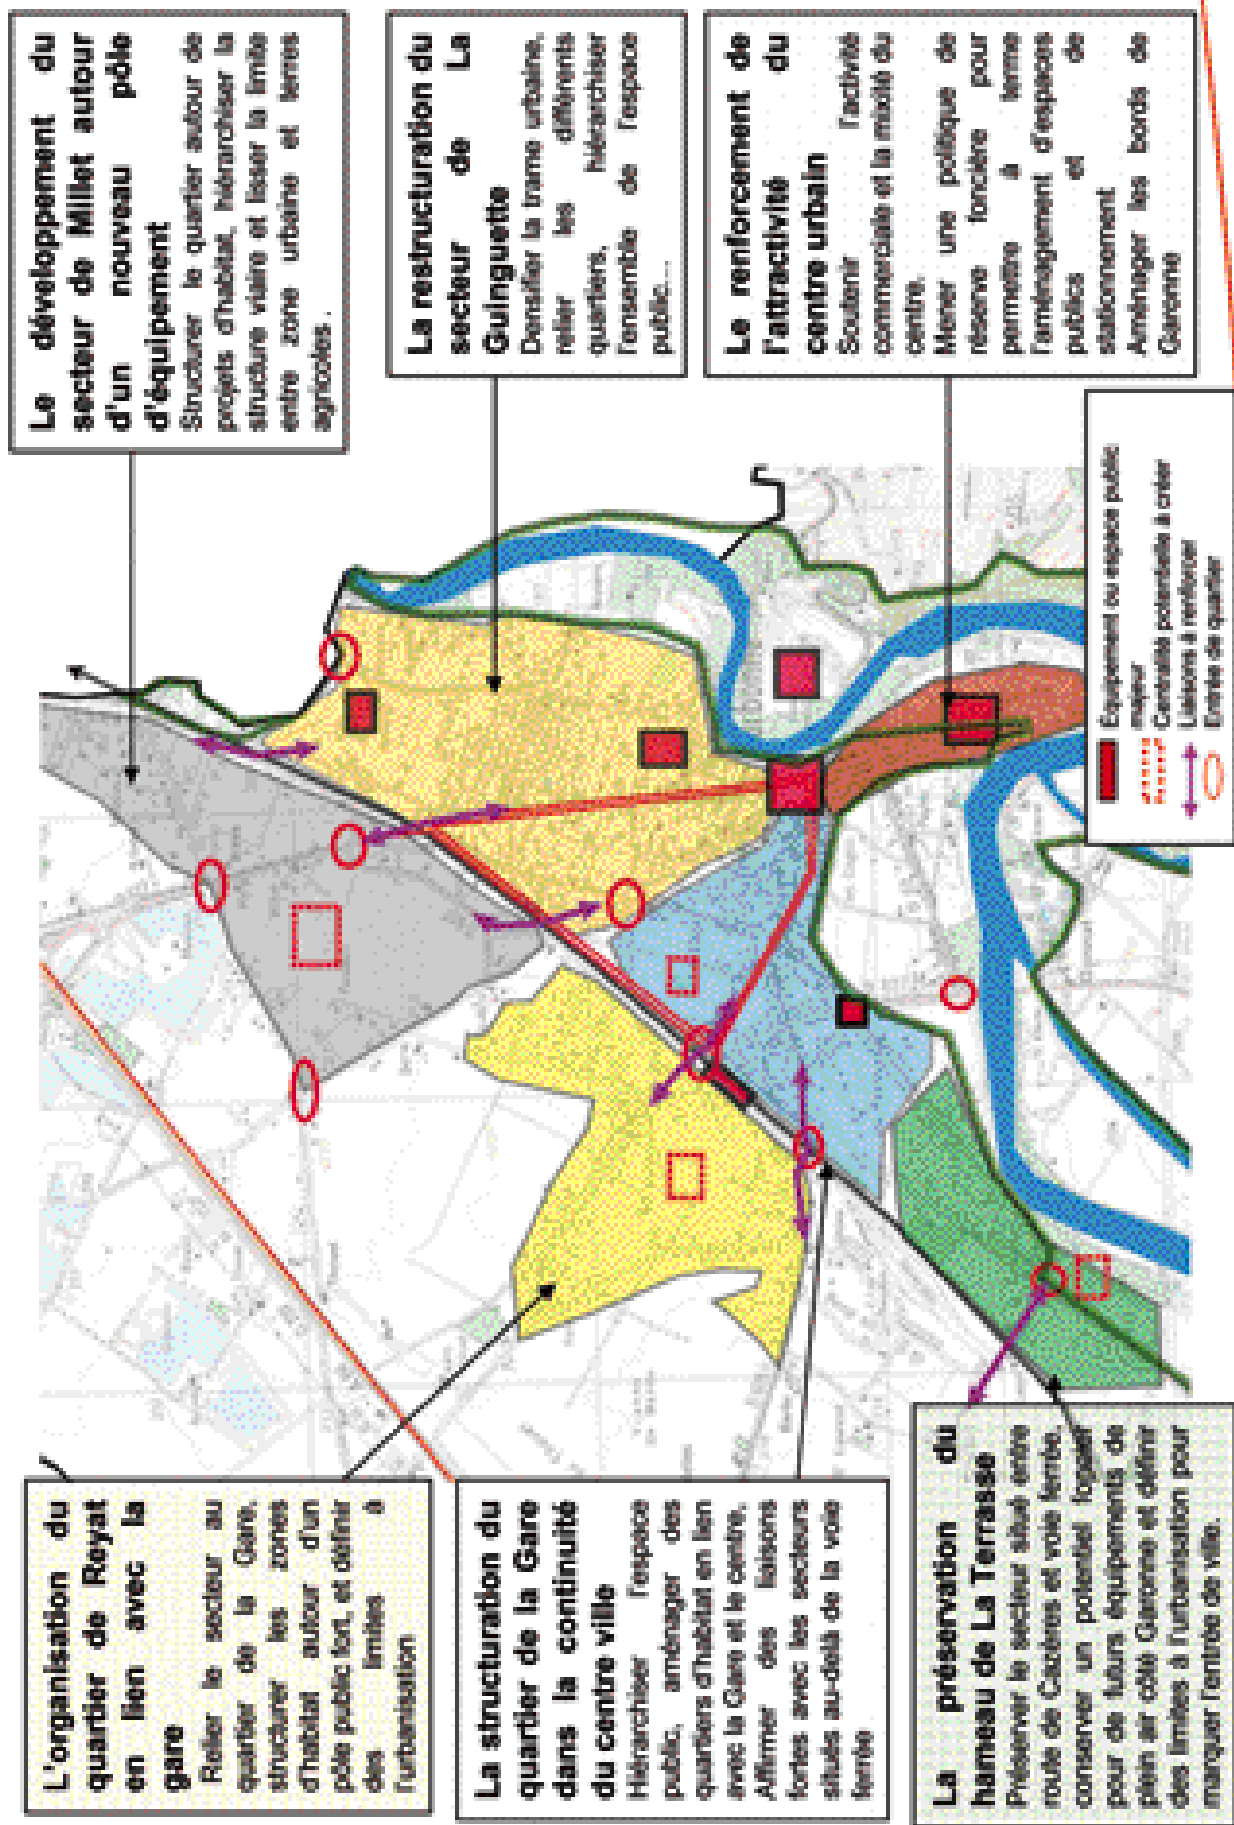 Le développement du
secteur de Millet autour
d'un nouveau pôle
d'équipement
Structurer le quartier autour de
projets d'habitat, hiérarchiser la
structure viaire et lisser la limite
entre zone urbaine et terres
agricoles.
La restructuration du
secteur de La
Guinguette
Densifier la trame urbaine,
relier les différents
quartiers, hiérarchiser
l'ensemble de l'espace
public...
Le renforcement de
l'attractivité du
centre urbain
Soutenir l'activité
commerciale et la mixité du
centre.
Mener une politique de
réserve foncière pour
permettre à terme
l'aménagement d'espaces
publics et de
stationnement
Aménager les bords de
Garonne
Équipement ou espace public
majeur
Centralité potentielle à créer
Liaisons à renforcer
Entrée de quartier
L'organisation du
quartier de Reyat
en lien avec la
gare
Relier le secteur au
quartier de la Gare,
structurer les zones
d'habitat autour d'un
pôle public fort, et définir
des limites à
l'urbanisation
La structuration du
quartier de la Gare
dans la continuité
du centre ville
Hiérarchiser l'espace
public, aménager des
quartiers d'habitat en lien
avec la Gare et le centre,
Affirmer des liaisons
fortes avec les secteurs
situés au-delà de la voie
ferrée
La préservation du
hameau de La Terrasse
Préserver le secteur situé entre
route de Cazères et voie ferrée,
conserver un potentiel foncier
pour de futurs équipements de
plein air côté Garonne et définir
des limites à l'urbanisation pour
marquer l'entrée de ville.